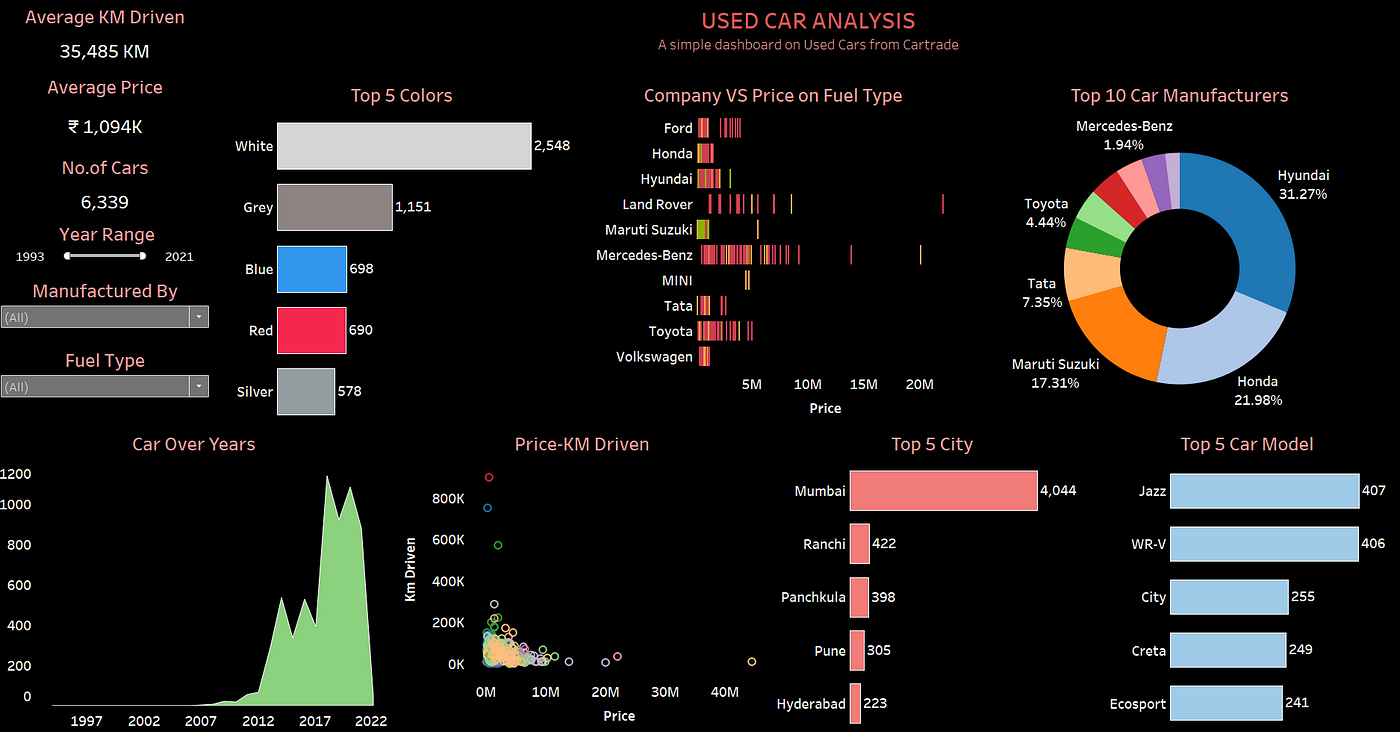 Average KM Driven
35,485 KM
Average Price
₹ 1,094K
No.of Cars
6,339
Year Range
1993 2021
Manufactured By
(All)
Fuel Type
(All)
USED CAR ANALYSIS
A simple dashboard on Used Cars from Cartrade
Top 5 Colors
White 2,548
Grey 1,151
Blue 698
Red 690
Silver 578
Company VS Price on Fuel Type
Ford
Honda
Hyundai
Land Rover
Maruti Suzuki
Mercedes-Benz
MINI
Tata
Toyota
Volkswagen
5M 10M 15M 20M
Price
Top 10 Car Manufacturers
Mercedes-Benz
1.94%
Hyundai
31.27%
Toyota
4.44%
Tata
7.35%
Maruti Suzuki
17.31%
Honda
21.98%
Car Over Years
1200
1000
800
600
400
200
0
1997 2002 2007 2012 2017 2022
Price-KM Driven
Km Driven
800K
600K
400K
200K
0K
0M 10M 20M 30M 40M
Price
Top 5 City
Mumbai 4,044
Ranchi 422
Panchkula 398
Pune 305
Hyderabad 223
Top 5 Car Model
Jazz 407
WR-V 406
City 255
Creta 249
Ecosport 241